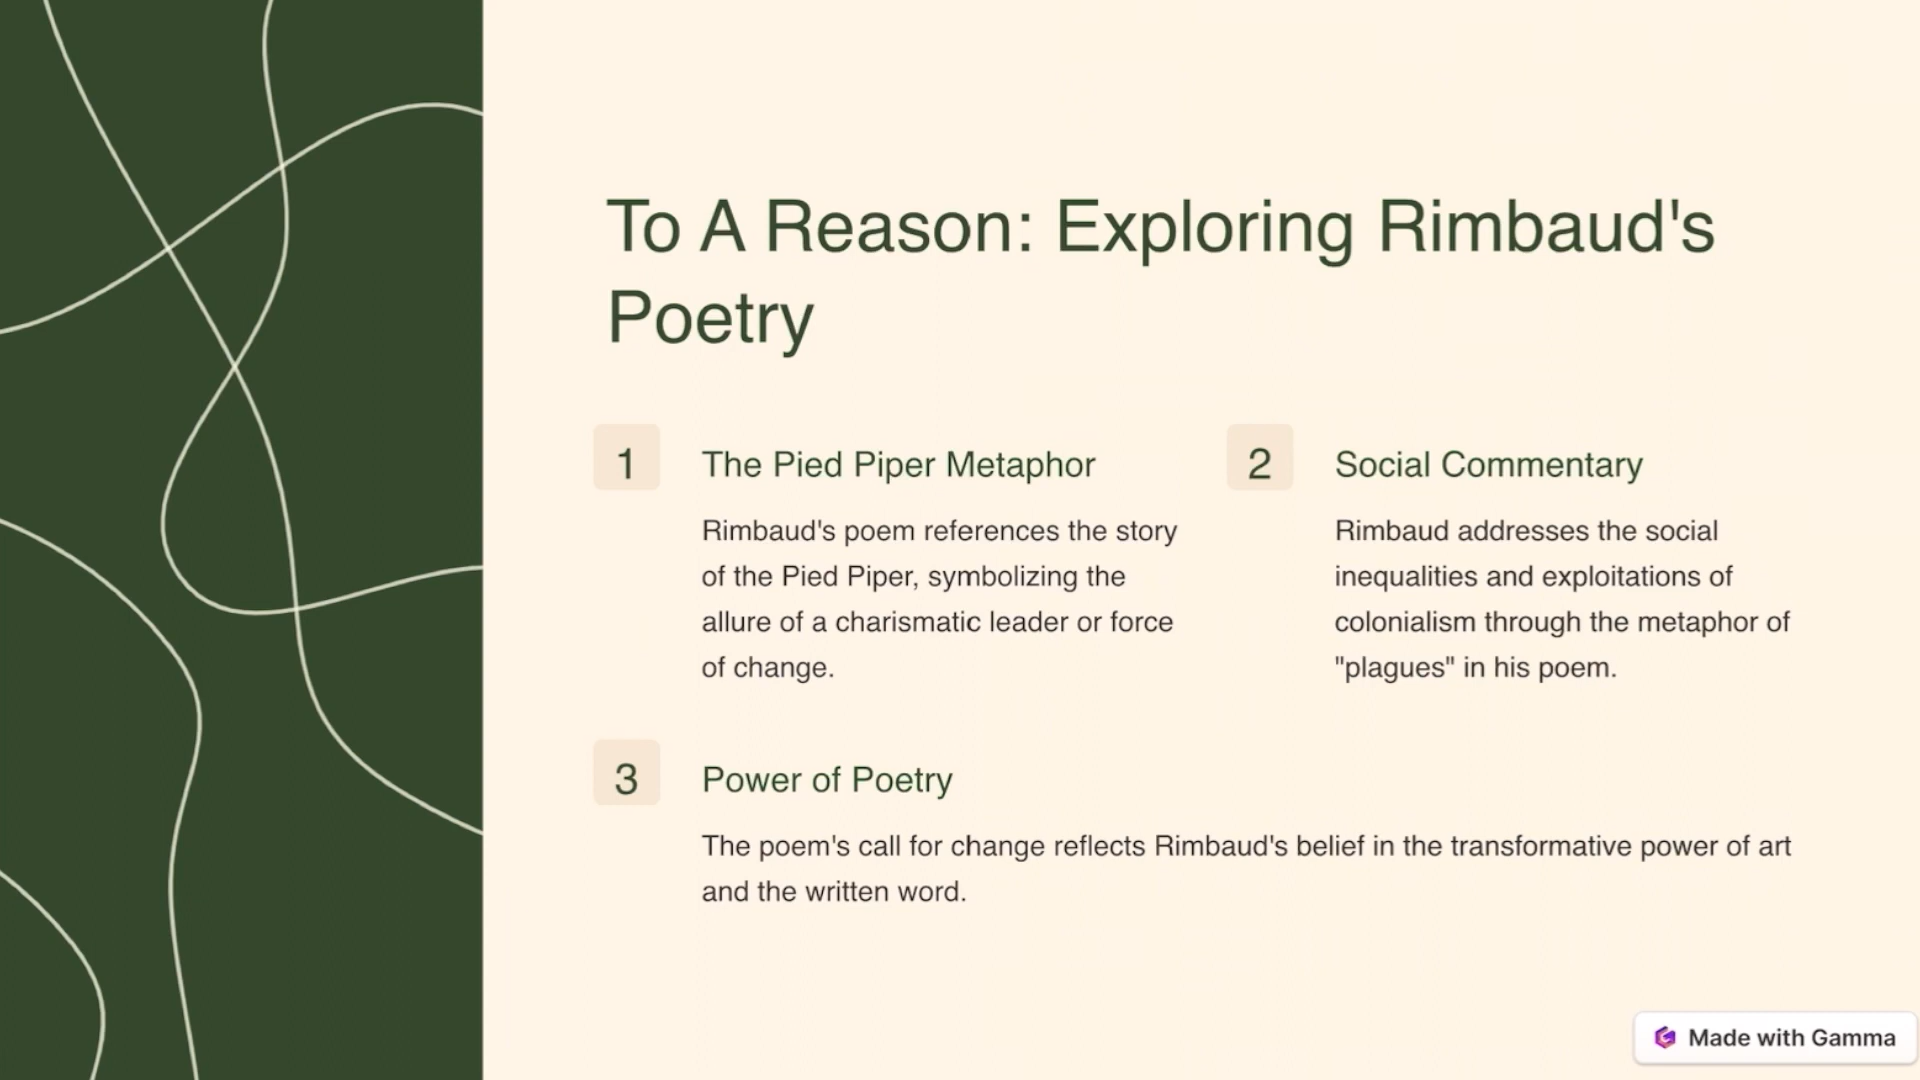 To A Reason: Exploring Rimbaud's
Poetry
1
The Pied Piper Metaphor
Rimbaud's poem references the story
of the Pied Piper, symbolizing the
allure of a charismatic leader or force
of change.
2
Social Commentary
Rimbaud addresses the social
inequalities and exploitations of
colonialism through the metaphor of
"plagues" in his poem.
3
Power of Poetry
The poem's call for change reflects Rimbaud's belief in the transformative power of art
and the written word.
Made with Gamma